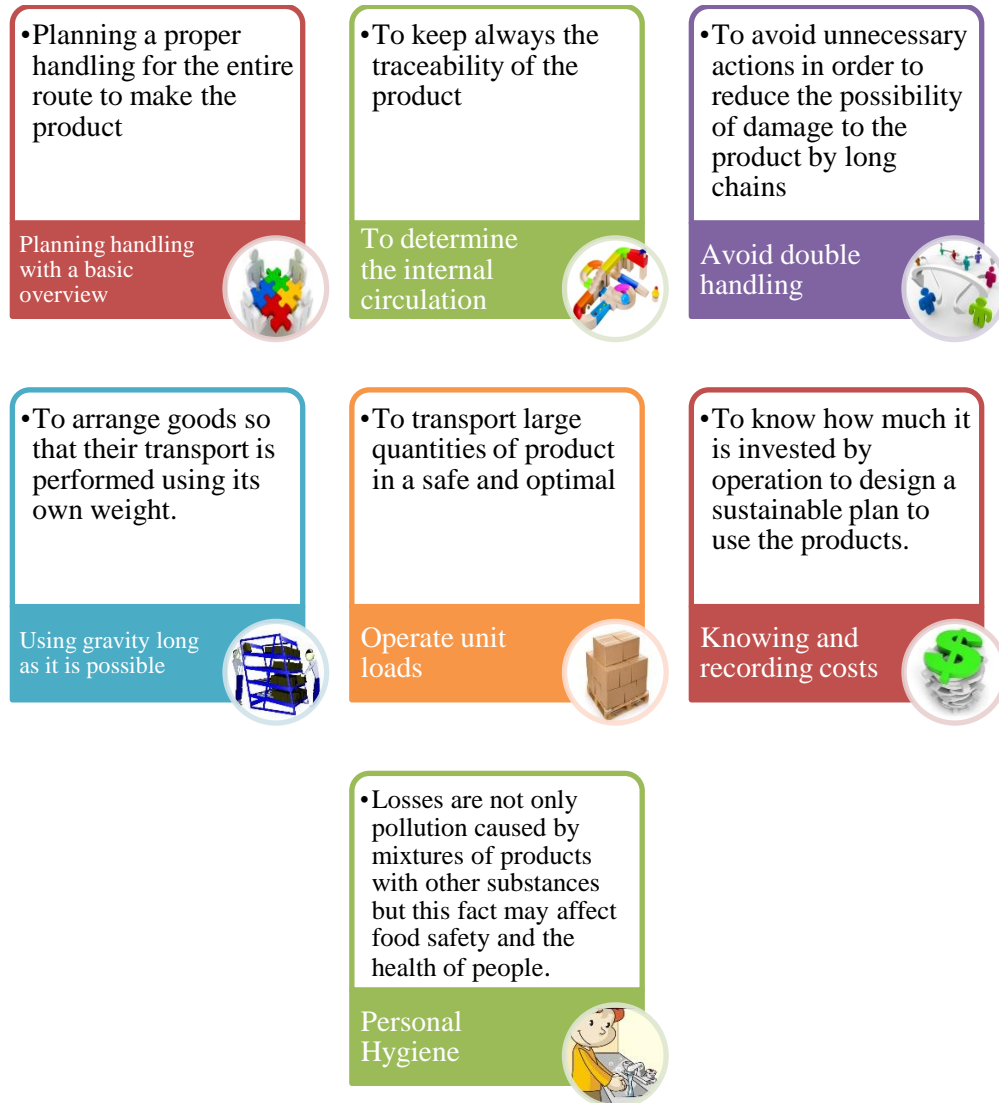 •Planning a proper
handling for the entire
route to make the
product
Planning handling
with a basic
overview
•To keep always the
traceability of the
product
To determine
the internal
circulation
•To avoid unnecessary
actions in order to
reduce the possibility
of damage to the
product by long
chains
Avoid double
handling
•To arrange goods so
that their transport is
performed using its
own weight.
Using gravity long
as it is possible
•To transport large
quantities of product
in a safe and optimal
Operate unit
loads
•To know how much it
is invested by
operation to design a
sustainable plan to
use the products.
Knowing and
recording costs
•Losses are not only
pollution caused by
mixtures of products
with other substances
but this fact may affect
food safety and the
health of people.
Personal
Hygiene